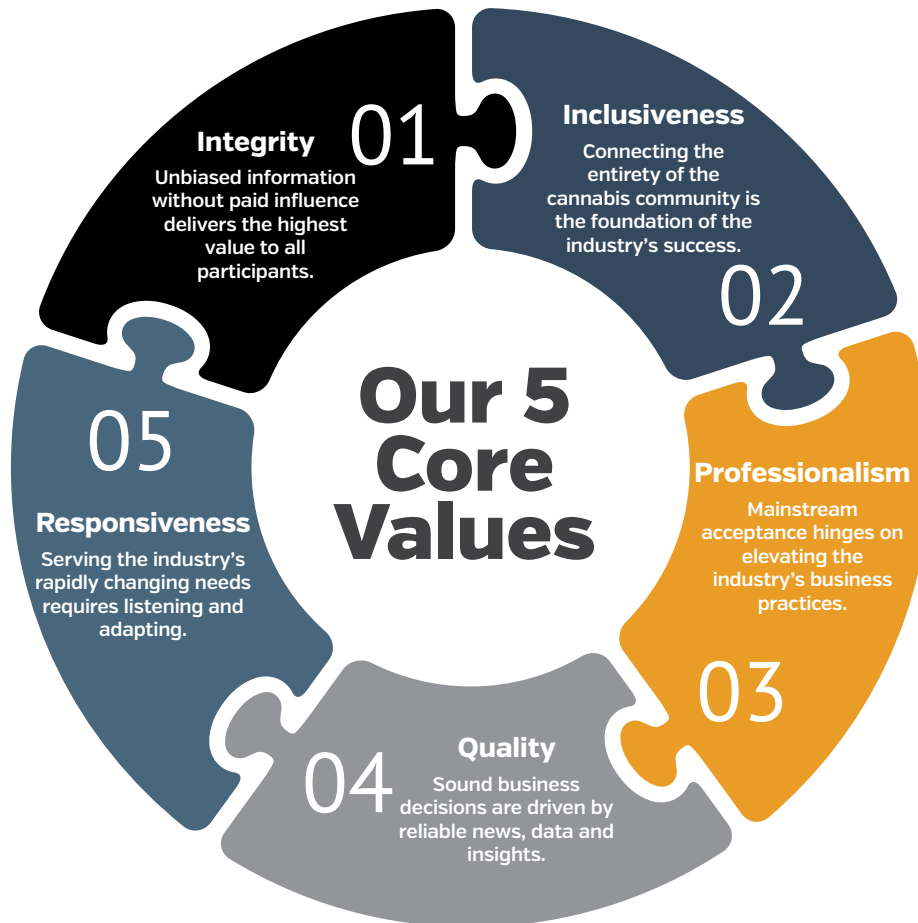 Our 5
Core
Values
01
Integrity
Unbiased information
without paid influence
delivers the highest
value to all
participants.
Inclusiveness
Connecting the
entirety of the
cannabis community is
the foundation of the
industry’s success.
02
Professionalism
Mainstream
acceptance hinges on
elevating the
industry’s business
practices.
03
04
Quality
Sound business
decisions are driven by
reliable news, data and
insights.
05
Responsiveness
Serving the industry’s
rapidly changing needs
requires listening and
adapting.